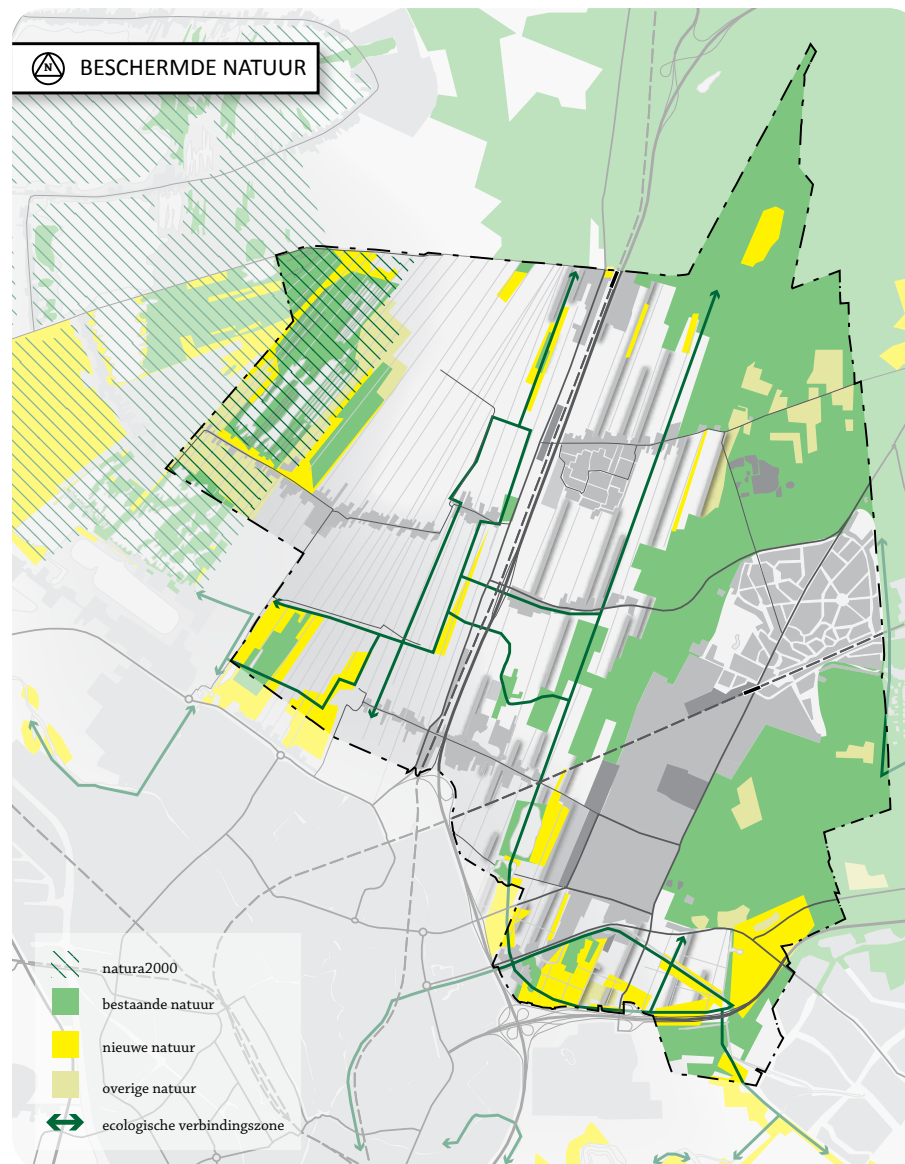 N
BESCHERMDE NATUUR
natura2000
bestaande natuur
nieuwe natuur
overige natuur
ecologische verbindingszone